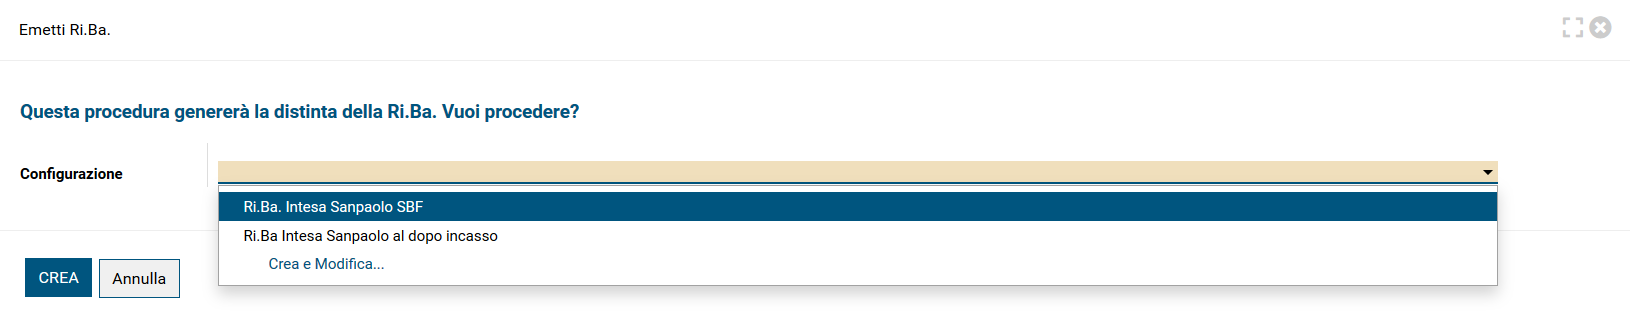 Emetti Ri.Ba.
Questa procedura genererà la distinta della Ri.Ba. Vuoi procedere?
Configurazione
Ri.Ba. Intesa Sanpaolo SBF
Ri.Ba Intesa Sanpaolo al dopo incasso
Crea e Modifica...
CREA Annulla